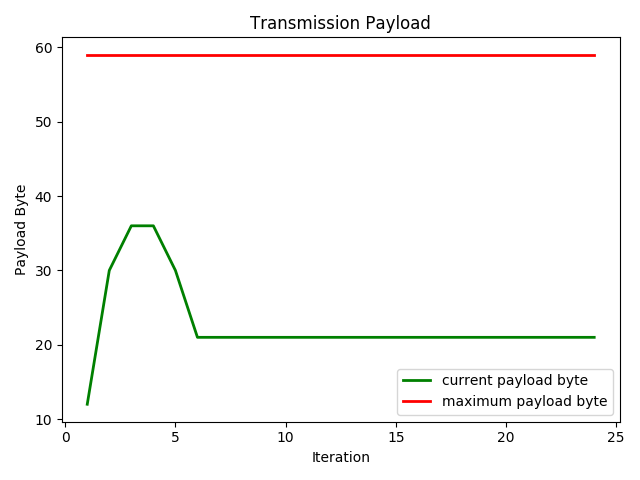 Transmission Payload
60
50
40
30
20
10
Payload Byte
0 5 10 15 20 25
Iteration
current payload byte
maximum payload byte